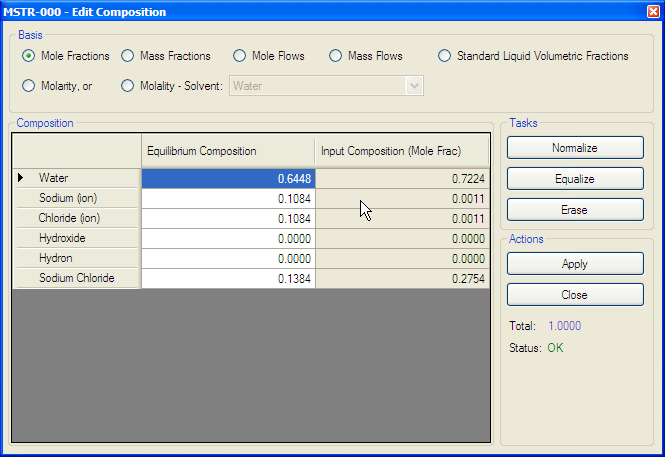 MSTR-000 - Edit Composition
Basis
Mole Fractions Mass Fractions Mole Flows Mass Flows Standard Liquid Volumetric Fractions
Molarity, or Molality - Solvent: Water
Composition
Equilibrium Composition Input Composition (Mole Frac)
Water 0.6448 0.7224
Sodium (ion) 0.1084 0.0011
Chloride (ion) 0.1084 0.0011
Hydroxide 0.0000 0.0000
Hydron 0.0000 0.0000
Sodium Chloride 0.1384 0.2754
Tasks
Normalize
Equalize
Erase
Actions
Apply
Close
Total: 1.0000
Status: OK